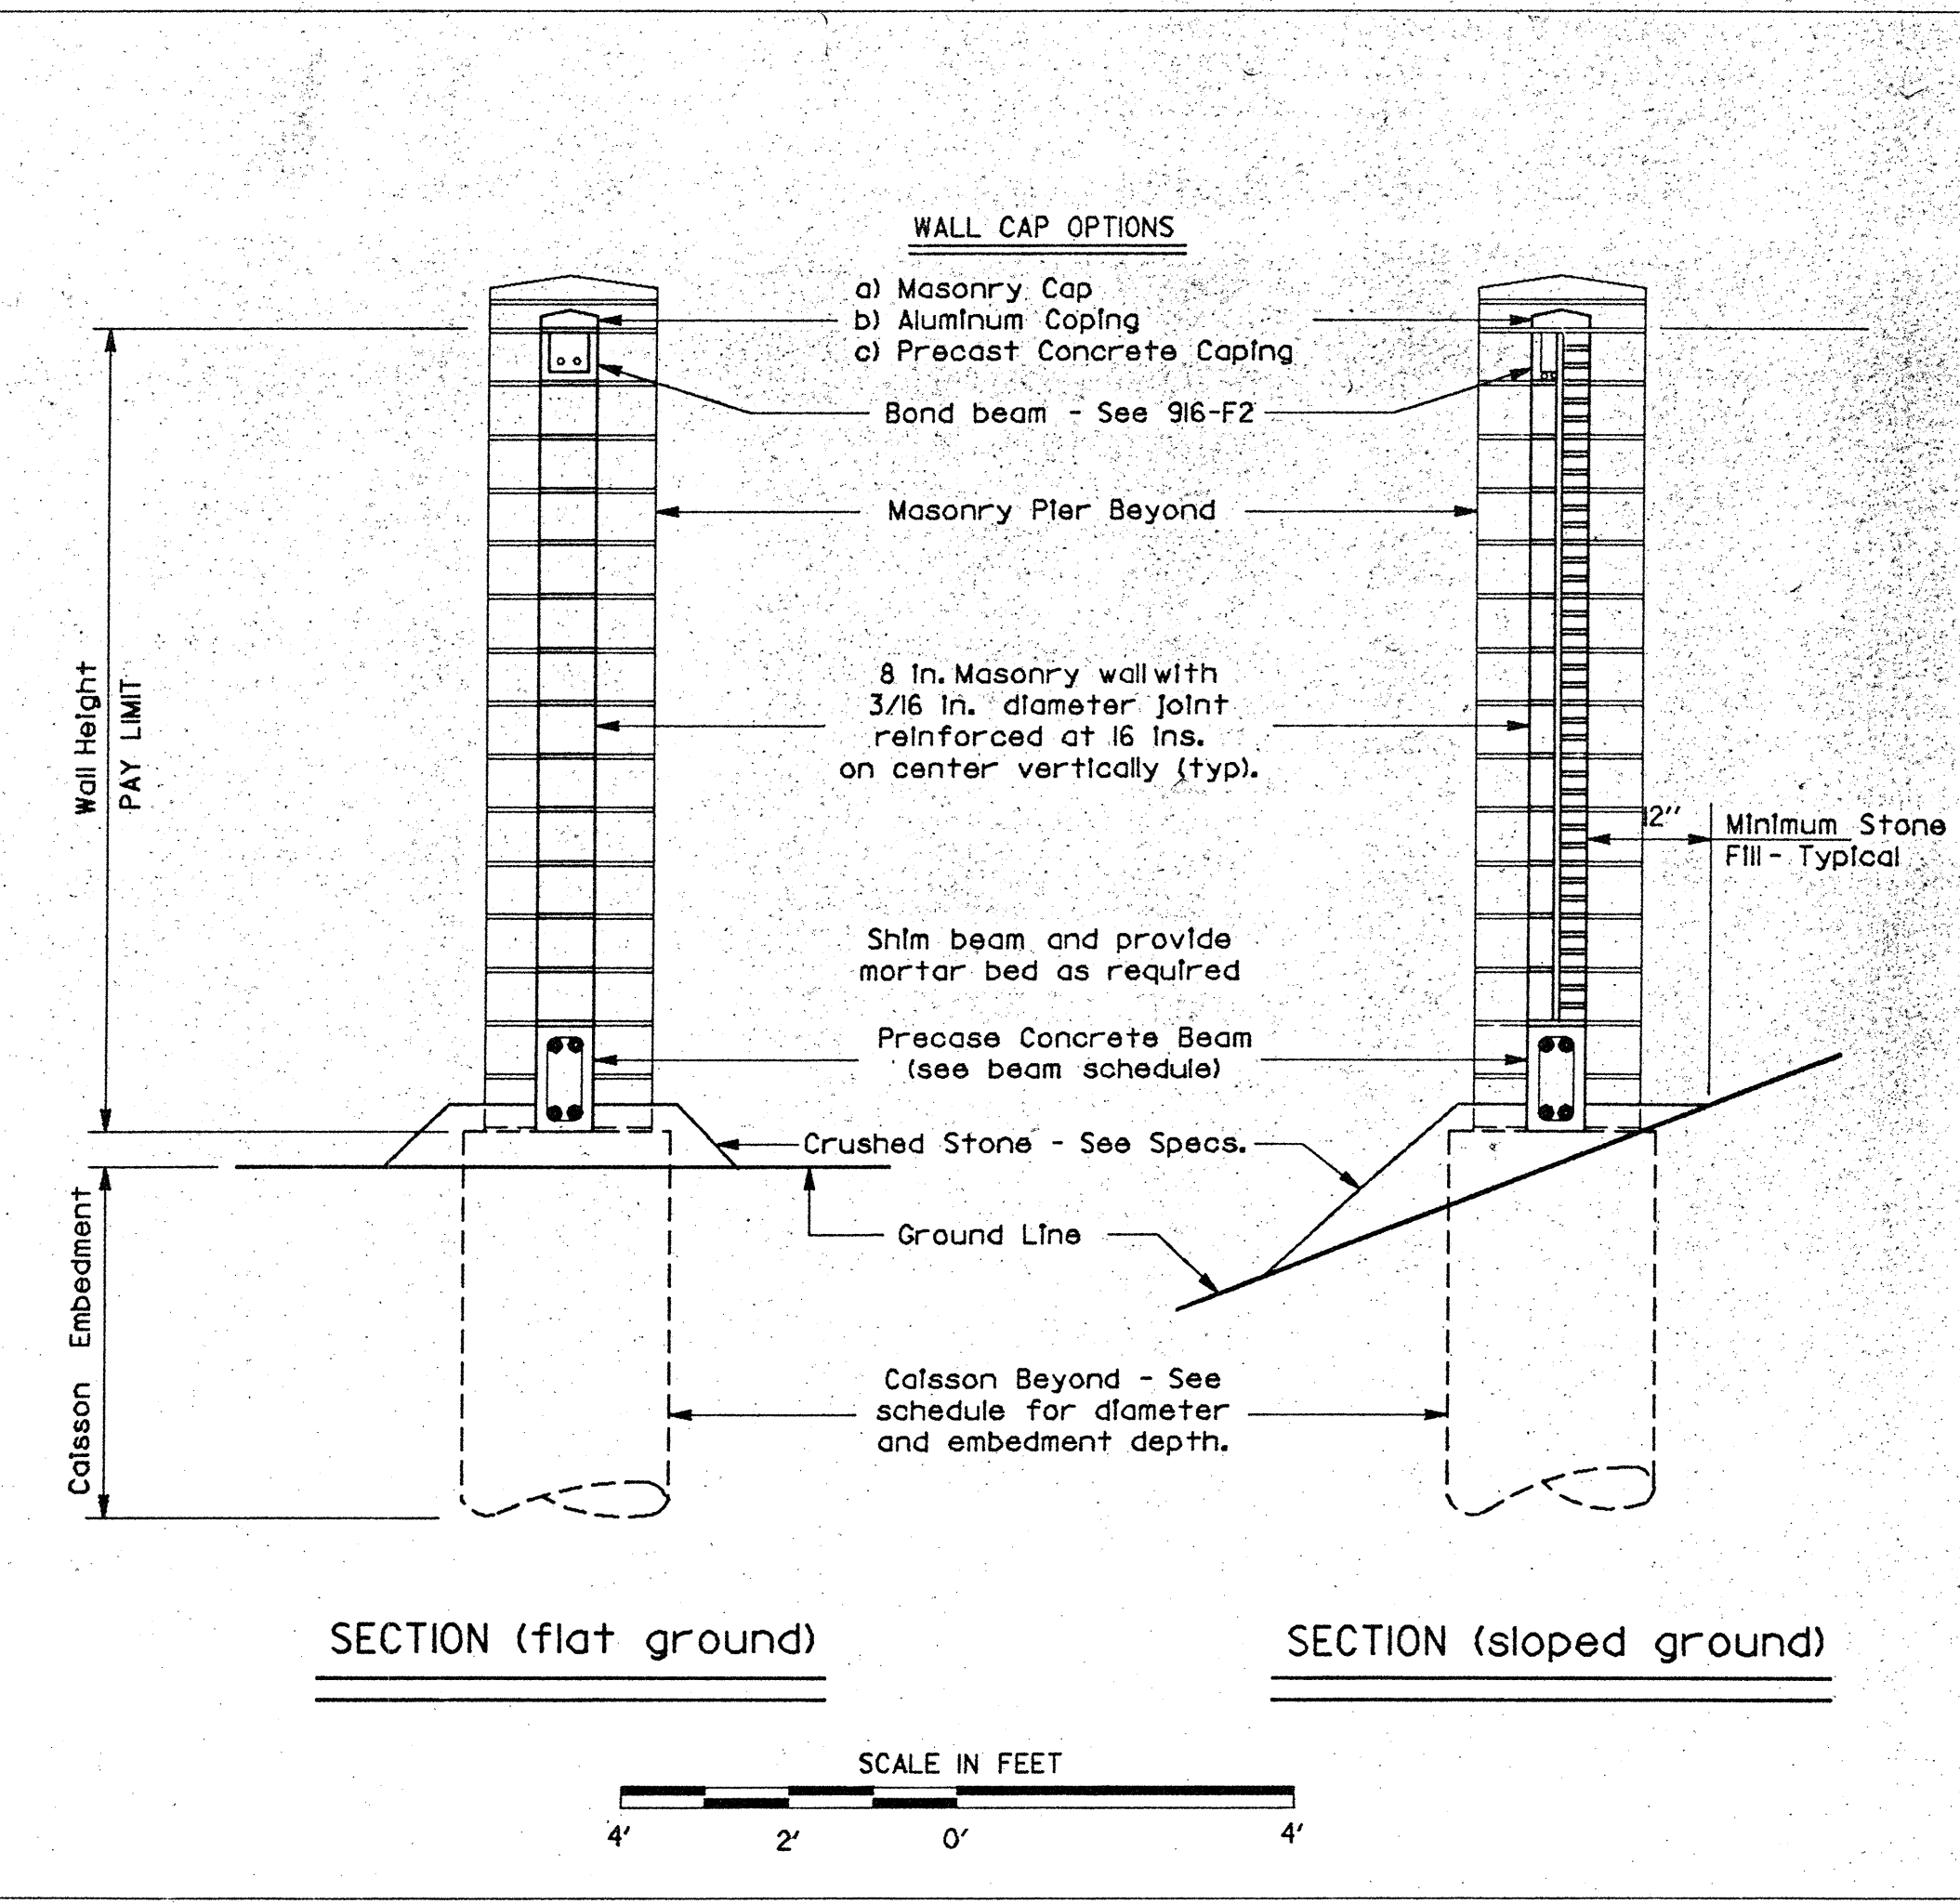 WALL CAP OPTIONS
a) Masonry Cap
b) Aluminum Coping
c) Precast Concrete Caping
Bond beam - See 916-F2
Masonry Pier Beyond
8 in. Masonry wall with
3/16 in. diameter joint
reinforced at 16 ins.
on center vertically (typ).
Wall Height
PAY LIMIT
12"
Minimum Stone
Fill - Typical
Shim beam and provide
mortar bed as required
Precase Concrete Beam
(see beam schedule)
Crushed Stone - See Specs.
Ground Line
Caisson Embedment
Caisson Beyond - See
schedule for diameter
and embedment depth.
SECTION (flat ground)
SECTION (sloped ground)
SCALE IN FEET
4' 2' 0' 4'